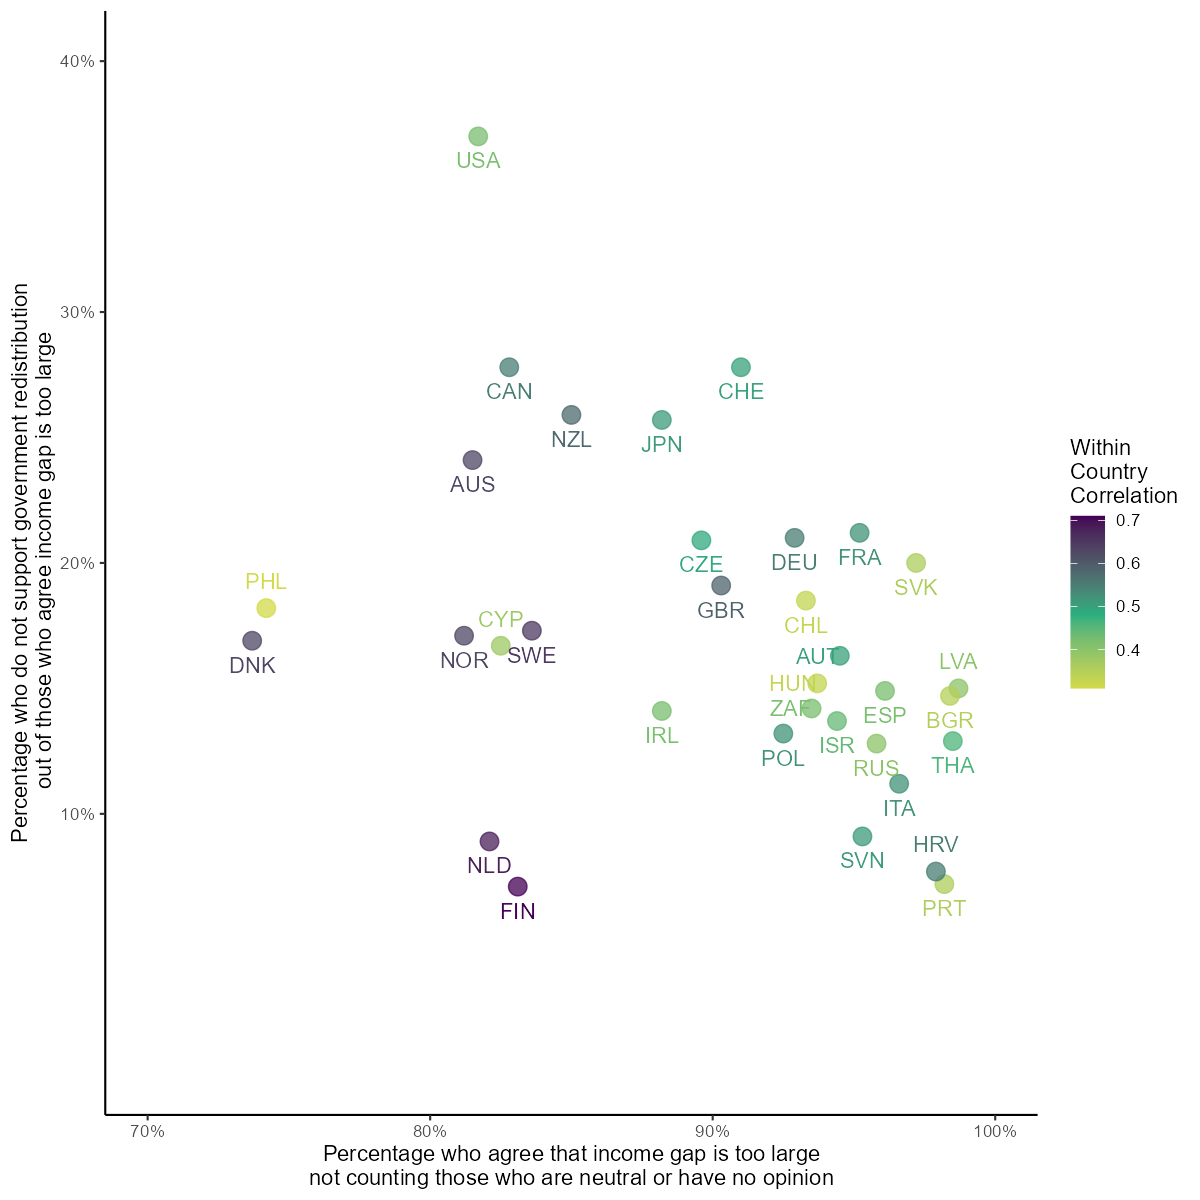 40%
30%
20%
10%
Percentage who do not support government redistribution
out of those who agree income gap is too large
USA
CAN
CHE
NZL
JPN
AUS
CZE
DEU
FRA
SVK
PHL
GBR
CYP
CHL
DNK
NOR
SWE
AUT
LVA
HUN
ZAF
ESP
BGR
IRL
ISR
POL
RUS
THA
ITA
HRV
SVN
NLD
PRT
FIN
70%
80%
90%
100%
Percentage who agree that income gap is too large
not counting those who are neutral or have no opinion
Within
Country
Correlation
0.7
0.6
0.5
0.4